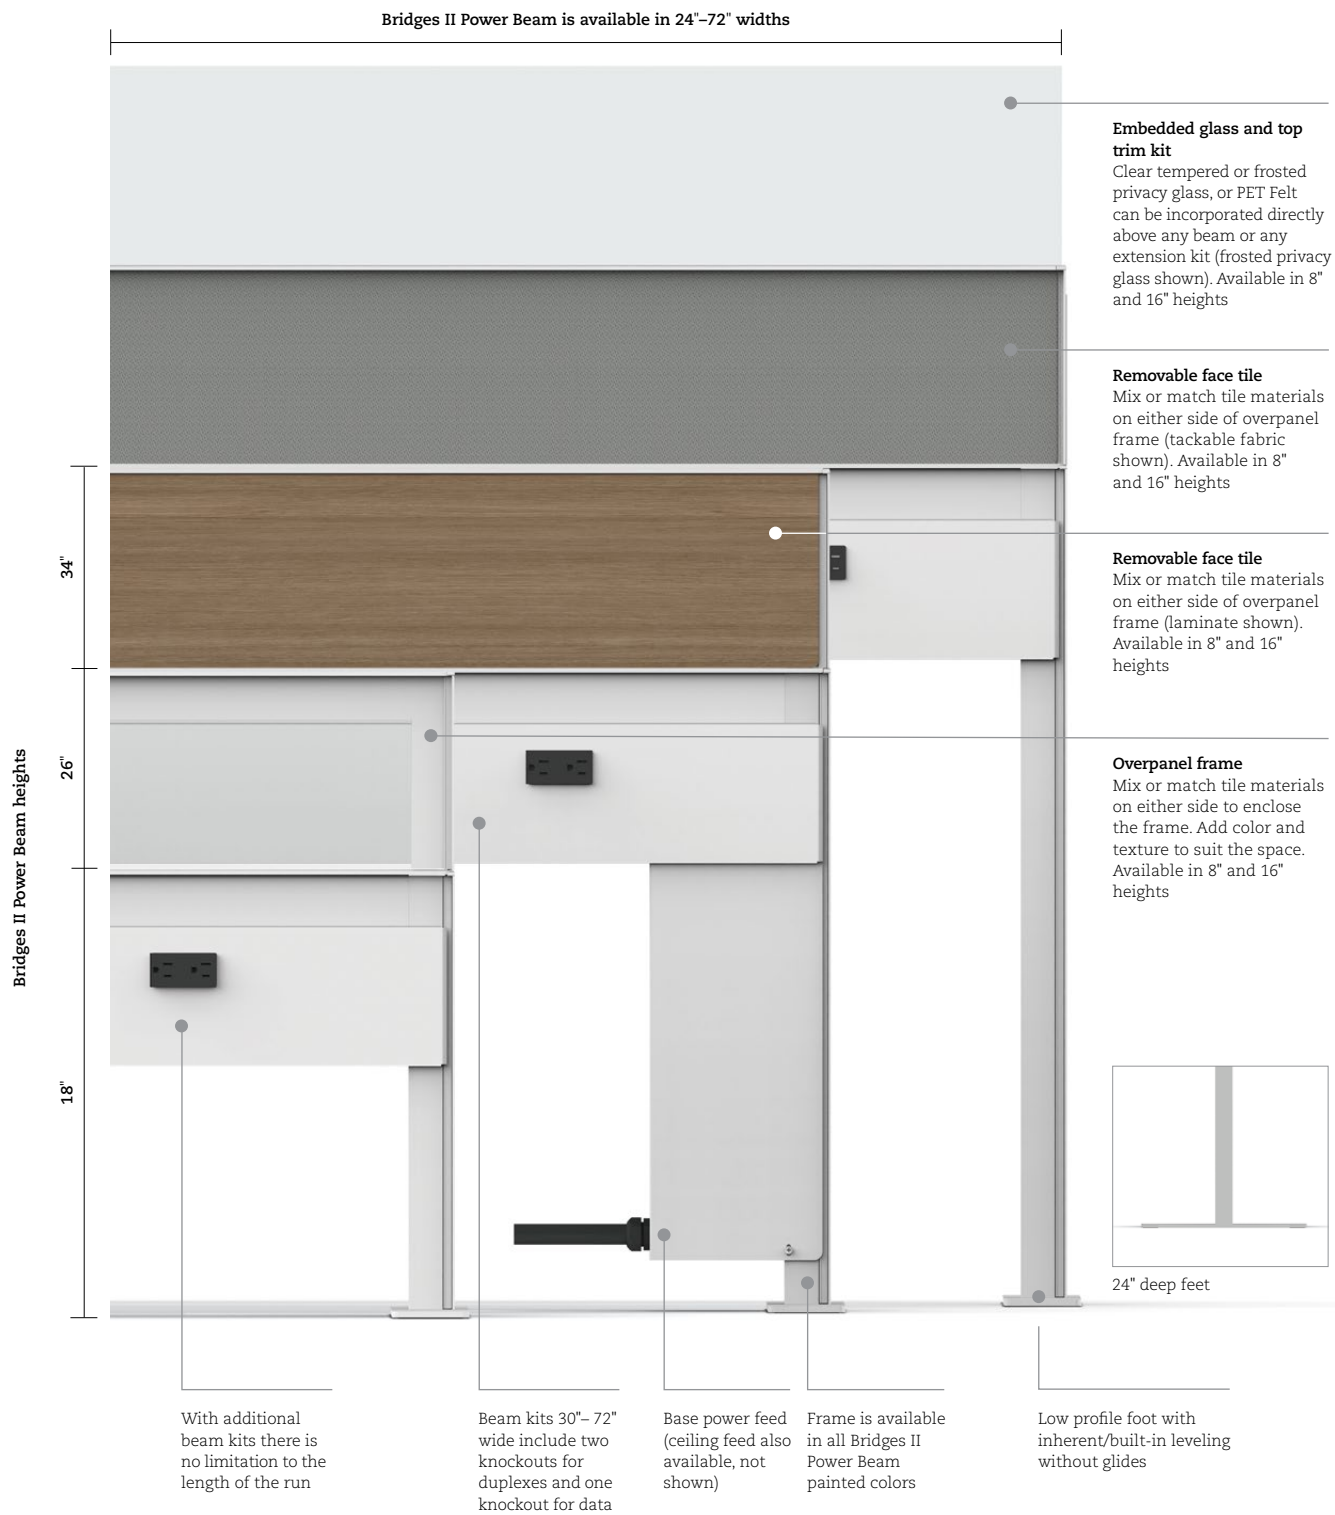 Bridges II Power Beam is available in 24"–72" widths
Embedded glass and top
trim kit
Clear tempered or frosted
privacy glass, or PET Felt
can be incorporated directly
above any beam or any
extension kit (frosted privacy
glass shown). Available in 8"
and 16" heights
Removable face tile
Mix or match tile materials
on either side of overpanel
frame (tackable fabric
shown). Available in 8"
and 16" heights
Removable face tile
Mix or match tile materials
on either side of overpanel
frame (laminate shown).
Available in 8" and 16"
heights
Overpanel frame
Mix or match tile materials
on either side to enclose
the frame. Add color and
texture to suit the space.
Available in 8" and 16"
heights
Bridges II Power Beam heights
34"
26"
18"
24" deep feet
With additional
beam kits there is
no limitation to the
length of the run
Beam kits 30"– 72"
wide include two
knockouts for
duplexes and one
knockout for data
Base power feed
(ceiling feed also
available, not
shown)
Frame is available
in all Bridges II
Power Beam
painted colors
Low profile foot with
inherent/built-in leveling
without glides